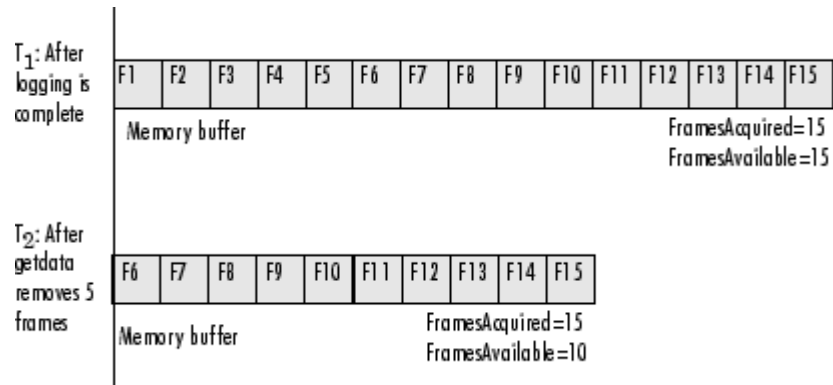 T1: After
logging is
complete
F1 F2 F3 F4 F5 F6 F7 F8 F9 F10 F11 F12 F13 F14 F15
Memory buffer
FramesAcquired=15
FramesAvailable=15
T2: After
getdata
removes 5
frames
F6 F7 F8 F9 F10 F11 F12 F13 F14 F15
Memory buffer
FramesAcquired=15
FramesAvailable=10